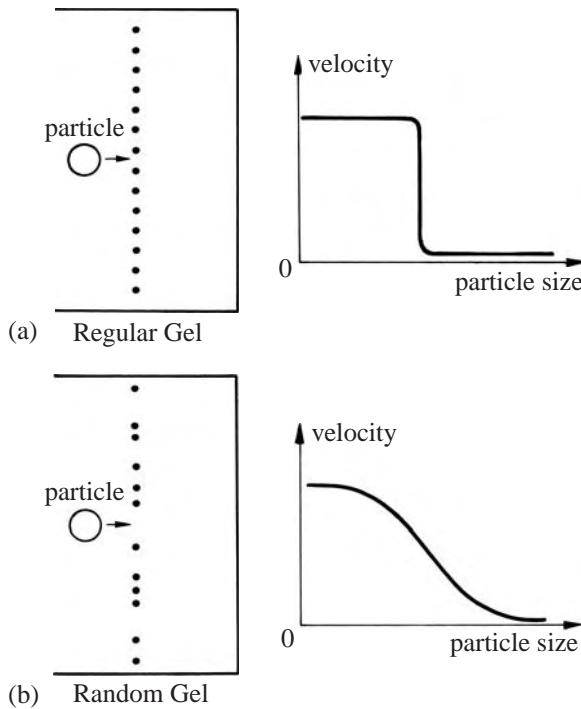 velocity
particle
0
particle size
(a) Regular Gel
velocity
particle
0
particle size
(b) Random Gel